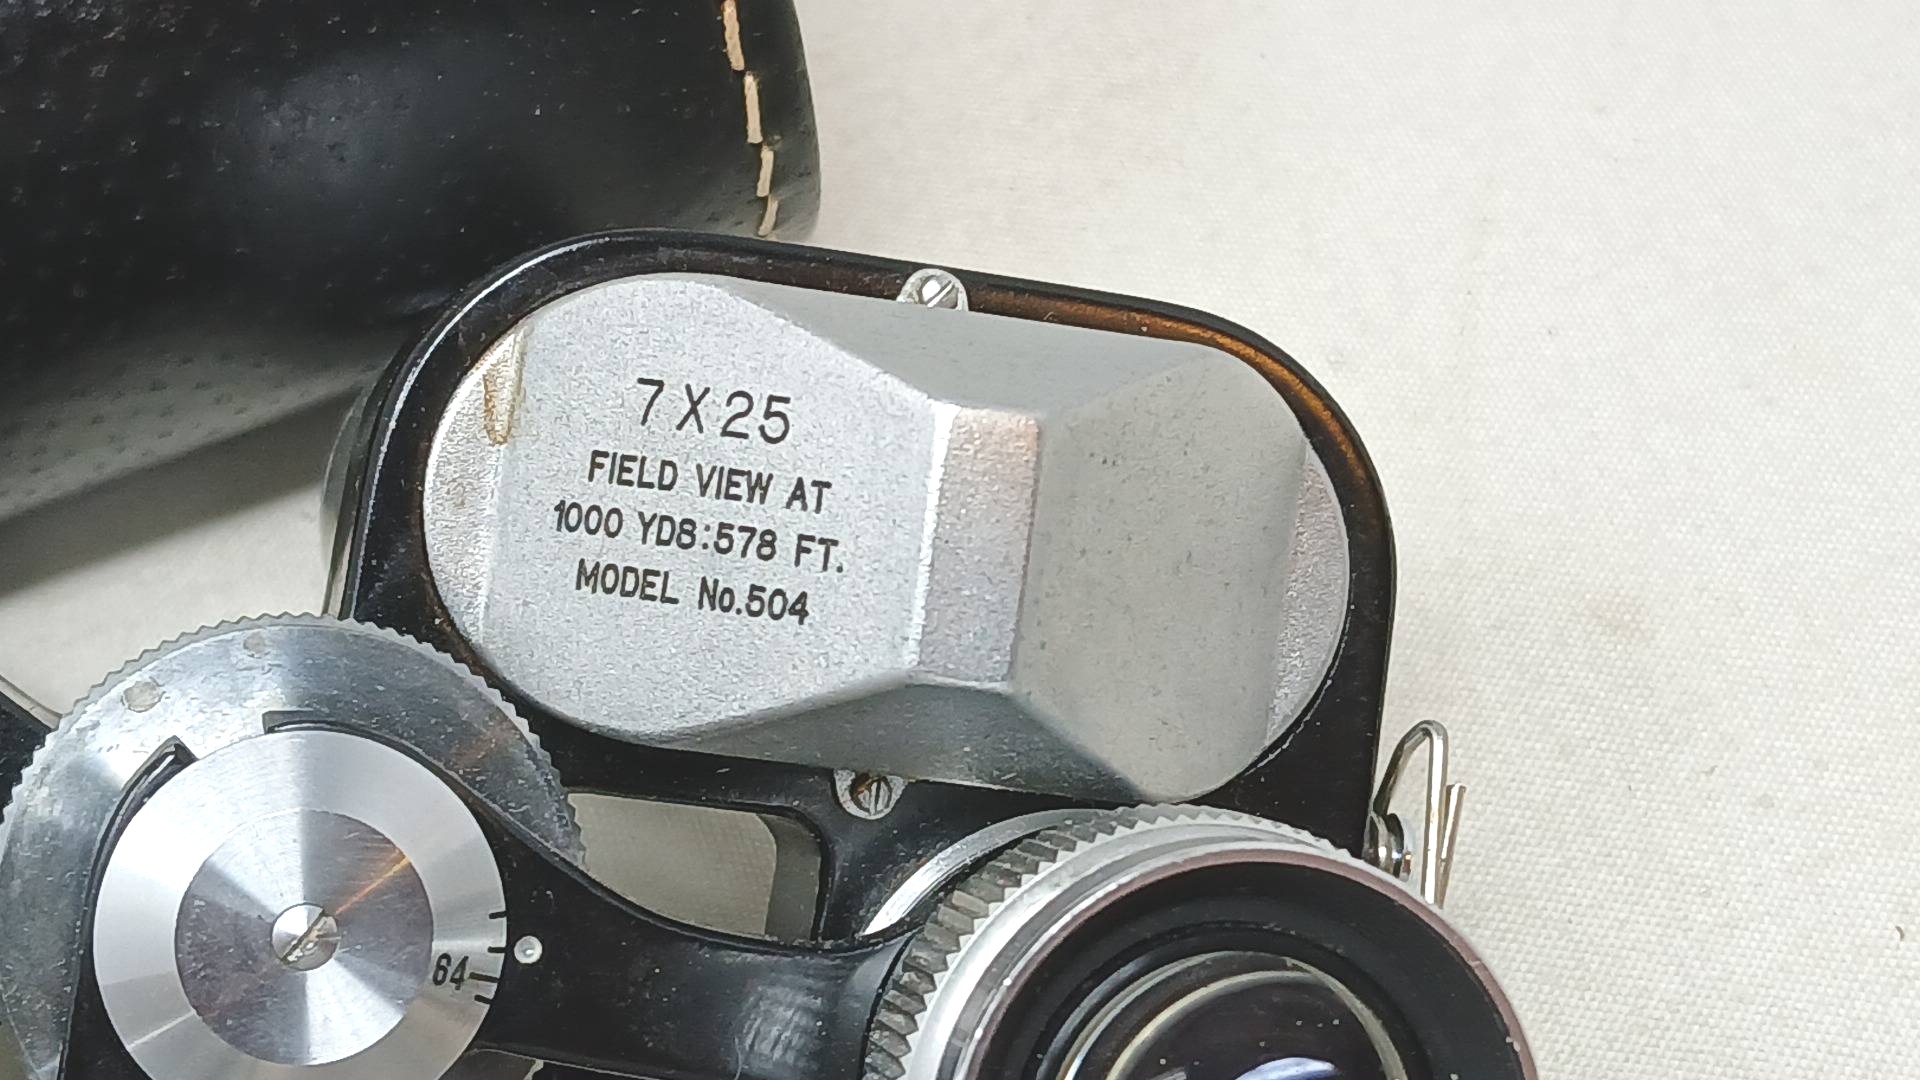 7X25
FIELD VIEW AT
1000 YDS:578 FT.
MODEL No.504
64